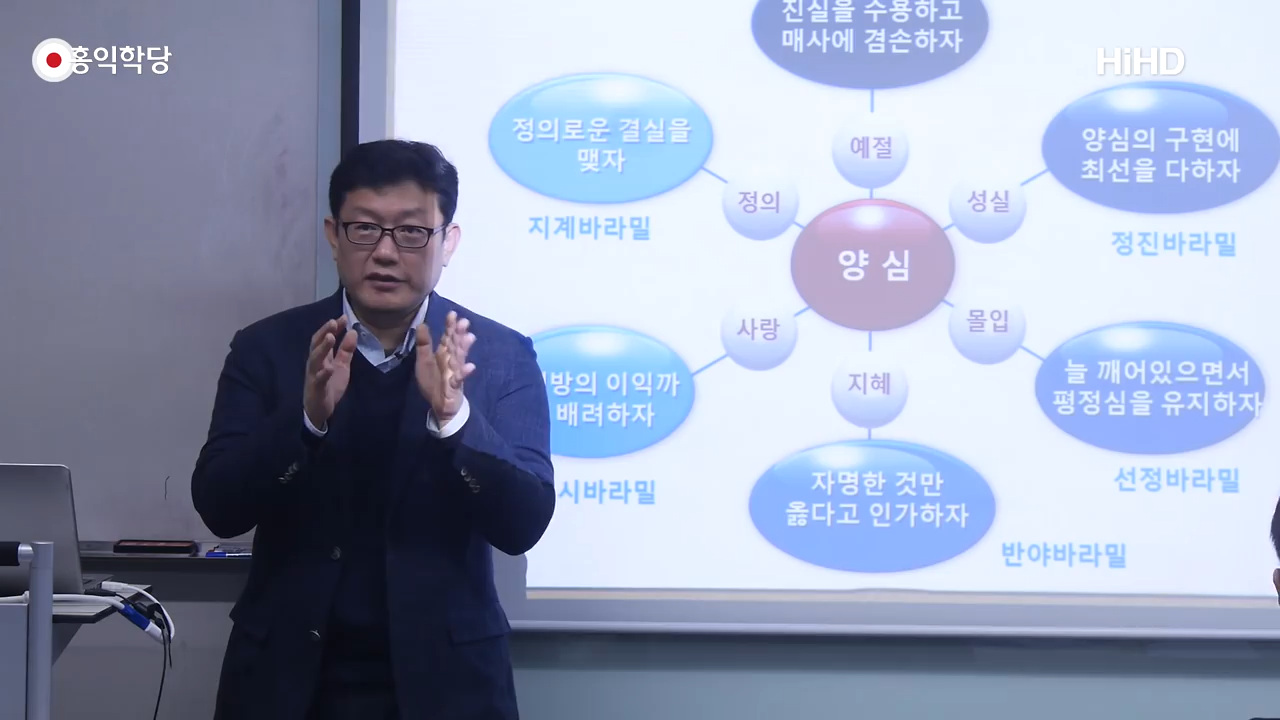 홍익학당
HiHD
진실을 수용하고
매사에 겸손하자
예절
정의로운 결실을
맺자
정의
지계바라밀
양심의 구현에
최선을 다하자
성실
정진바라밀
양 심
사랑
이익까
배려하자
시바라밀
몰입
늘 깨어있으면서
평정심을 유지하자
선정바라밀
지혜
자명한 것만
옳다고 인가하자
반야바라밀